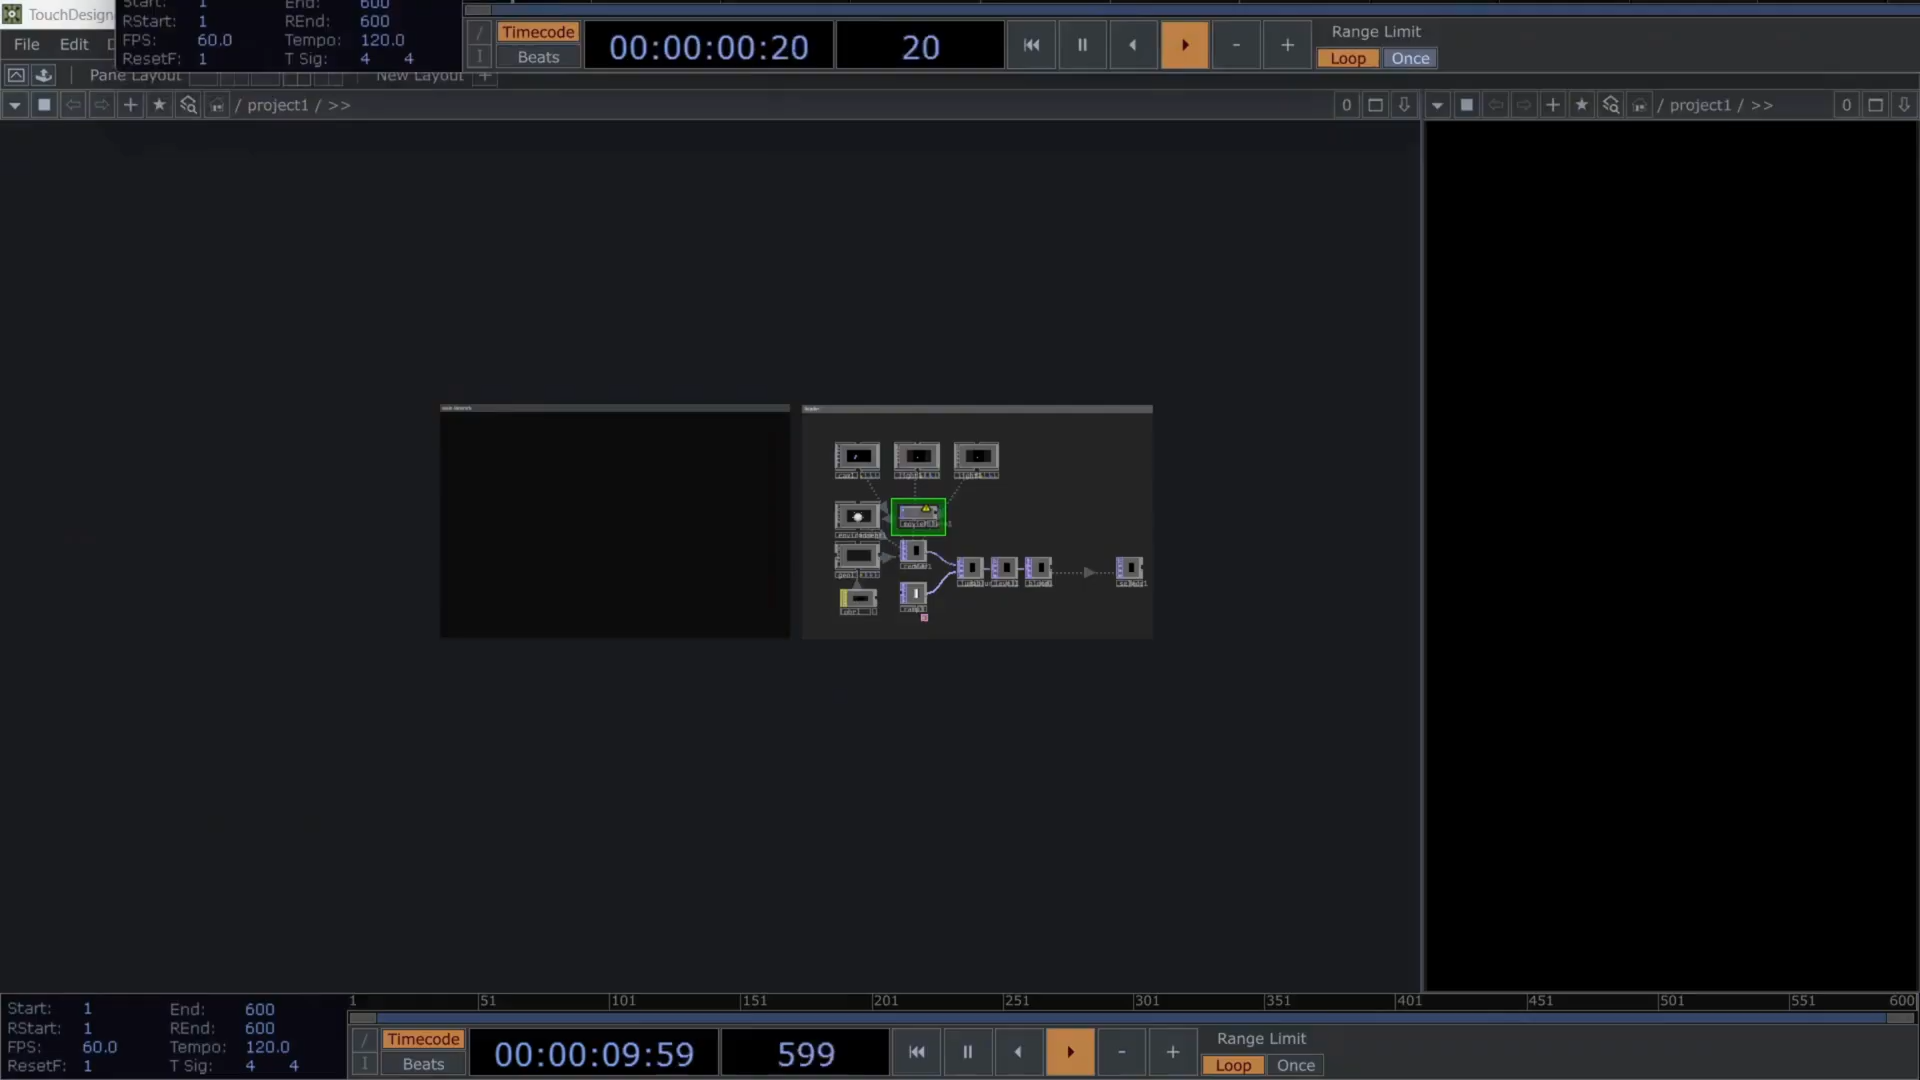 TouchDesign
File Edit
Start: 1 End: 600
RStart: 1 REnd: 600
FPS: 60.0 Tempo: 120.0
ResetF: 1 T Sig: 4 4
Timecode
Beats
00:00:00:20
20
- +
Range Limit
Loop Once
Pane Layout New Layout +
/ project1 / >>
0
/ project1 / >>
0
1 51 101 151 201 251 301 351 401 451 501 551 600
Start: 1 End: 600
RStart: 1 REnd: 600
FPS: 60.0 Tempo: 120.0
ResetF: 1 T Sig: 4 4
Timecode
Beats
00:00:09:59
599
- +
Range Limit
Loop Once